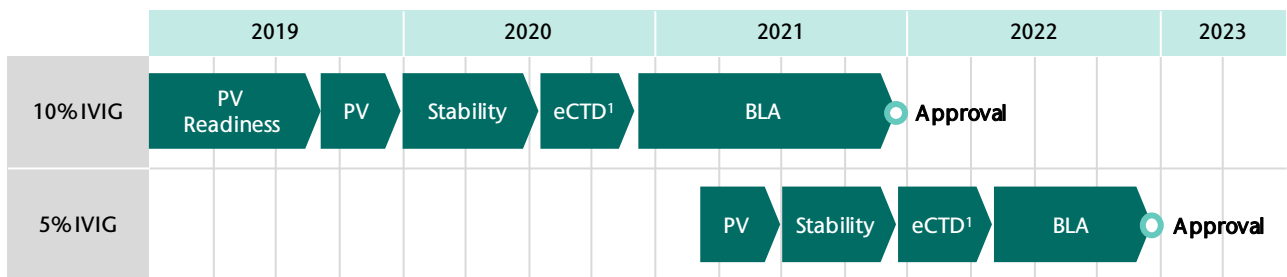 2019 2020 2021 2022 2023
10% IVIG
PV
Readiness
PV
Stability
eCTD¹
BLA
Approval
5% IVIG
PV
Stability
eCTD¹
BLA
Approval